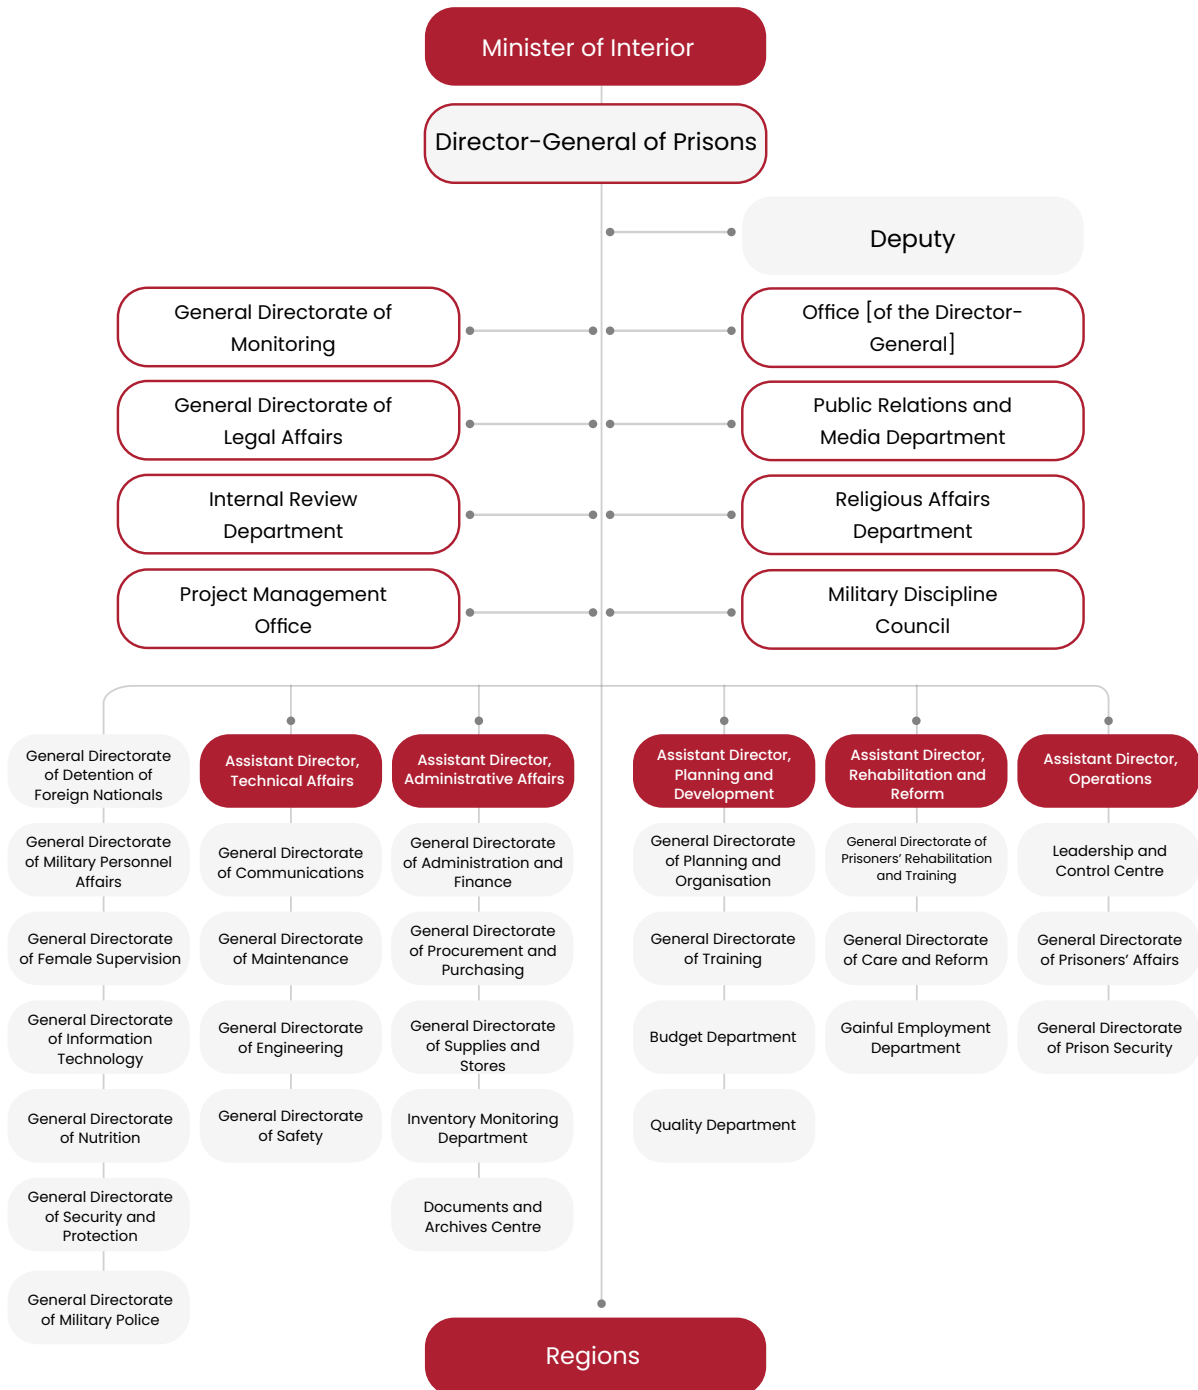 Minister of Interior
Director-General of Prisons
Deputy
General Directorate of
Monitoring
Office [of the Director-
General]
General Directorate of
Legal Affairs
Public Relations and
Media Department
Internal Review
Department
Religious Affairs
Department
Project Management
Office
Military Discipline
Council
General Directorate
of Detention of
Foreign Nationals
General Directorate
of Military Personnel
Affairs
General Directorate
of Female Supervision
General Directorate
of Information
Technology
General Directorate
of Nutrition
General Directorate
of Security and
Protection
General Directorate
of Military Police
Assistant Director,
Technical Affairs
General Directorate
of Communications
General Directorate
of Maintenance
General Directorate
of Engineering
General Directorate
of Safety
Assistant Director,
Administrative Affairs
General Directorate
of Administration and
Finance
General Directorate
of Procurement and
Purchasing
General Directorate
of Supplies and
Stores
Inventory Monitoring
Department
Documents and
Archives Centre
Assistant Director,
Planning and
Development
General Directorate
of Planning and
Organisation
General Directorate
of Training
Budget Department
Quality Department
Assistant Director,
Rehabilitation and
Reform
General Directorate of
Prisoners’ Rehabilitation
and Training
General Directorate
of Care and Reform
Gainful Employment
Department
Assistant Director,
Operations
Leadership and
Control Centre
General Directorate
of Prisoners’ Affairs
General Directorate
of Prison Security
Regions